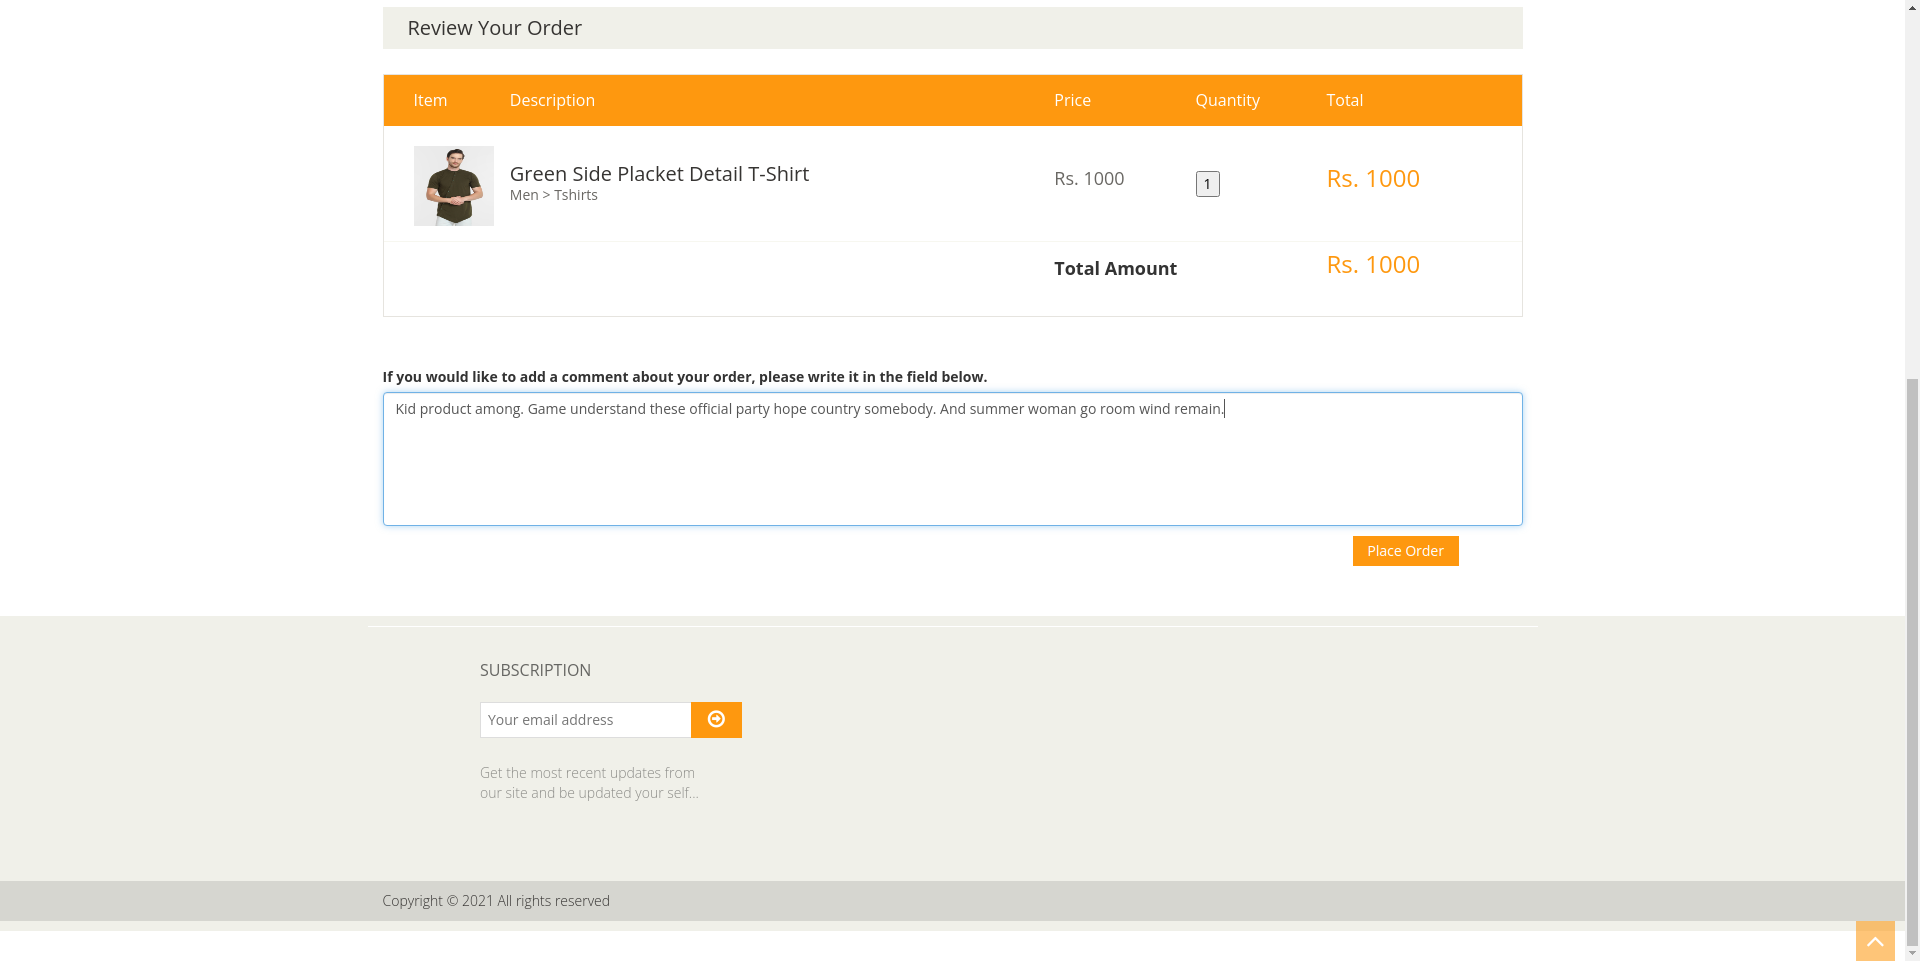 Review Your Order
Item Description Price Quantity Total
Green Side Placket Detail T-Shirt
Men > Tshirts
Rs. 1000
1
Rs. 1000
Total Amount
Rs. 1000
If you would like to add a comment about your order, please write it in the field below.
Kid product among. Game understand these official party hope country somebody. And summer woman go room wind remain.
Place Order
SUBSCRIPTION
Your email address
Get the most recent updates from
our site and be updated your self...
Copyright © 2021 All rights reserved